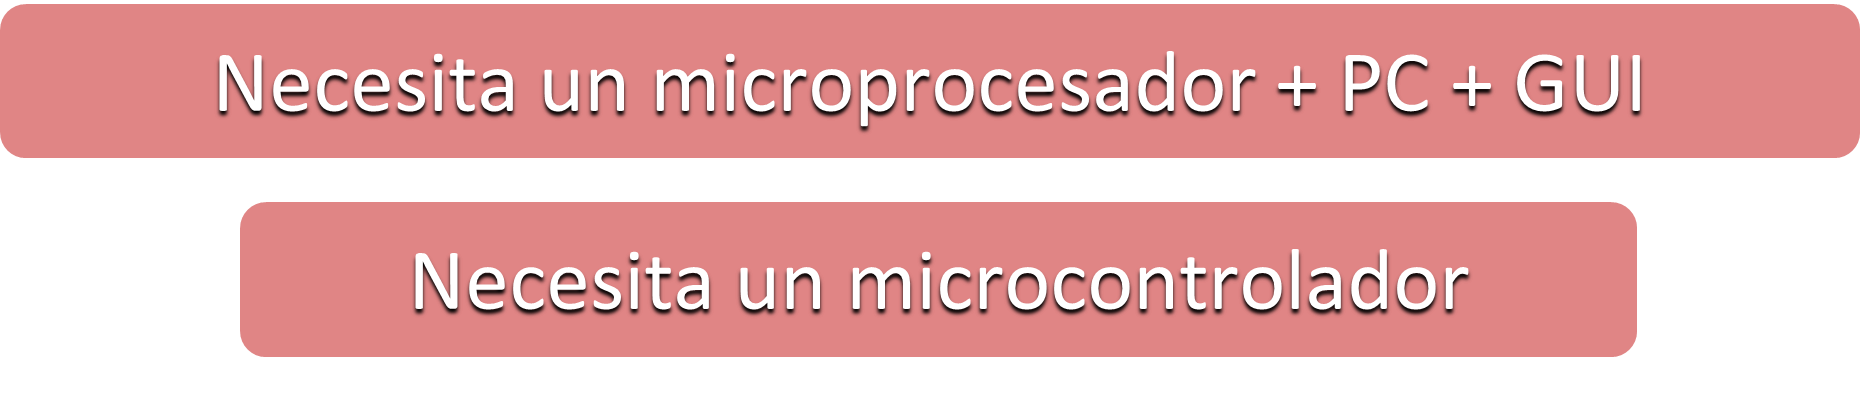 Necesita un microprocesador + PC + GUI
Necesita un microcontrolador